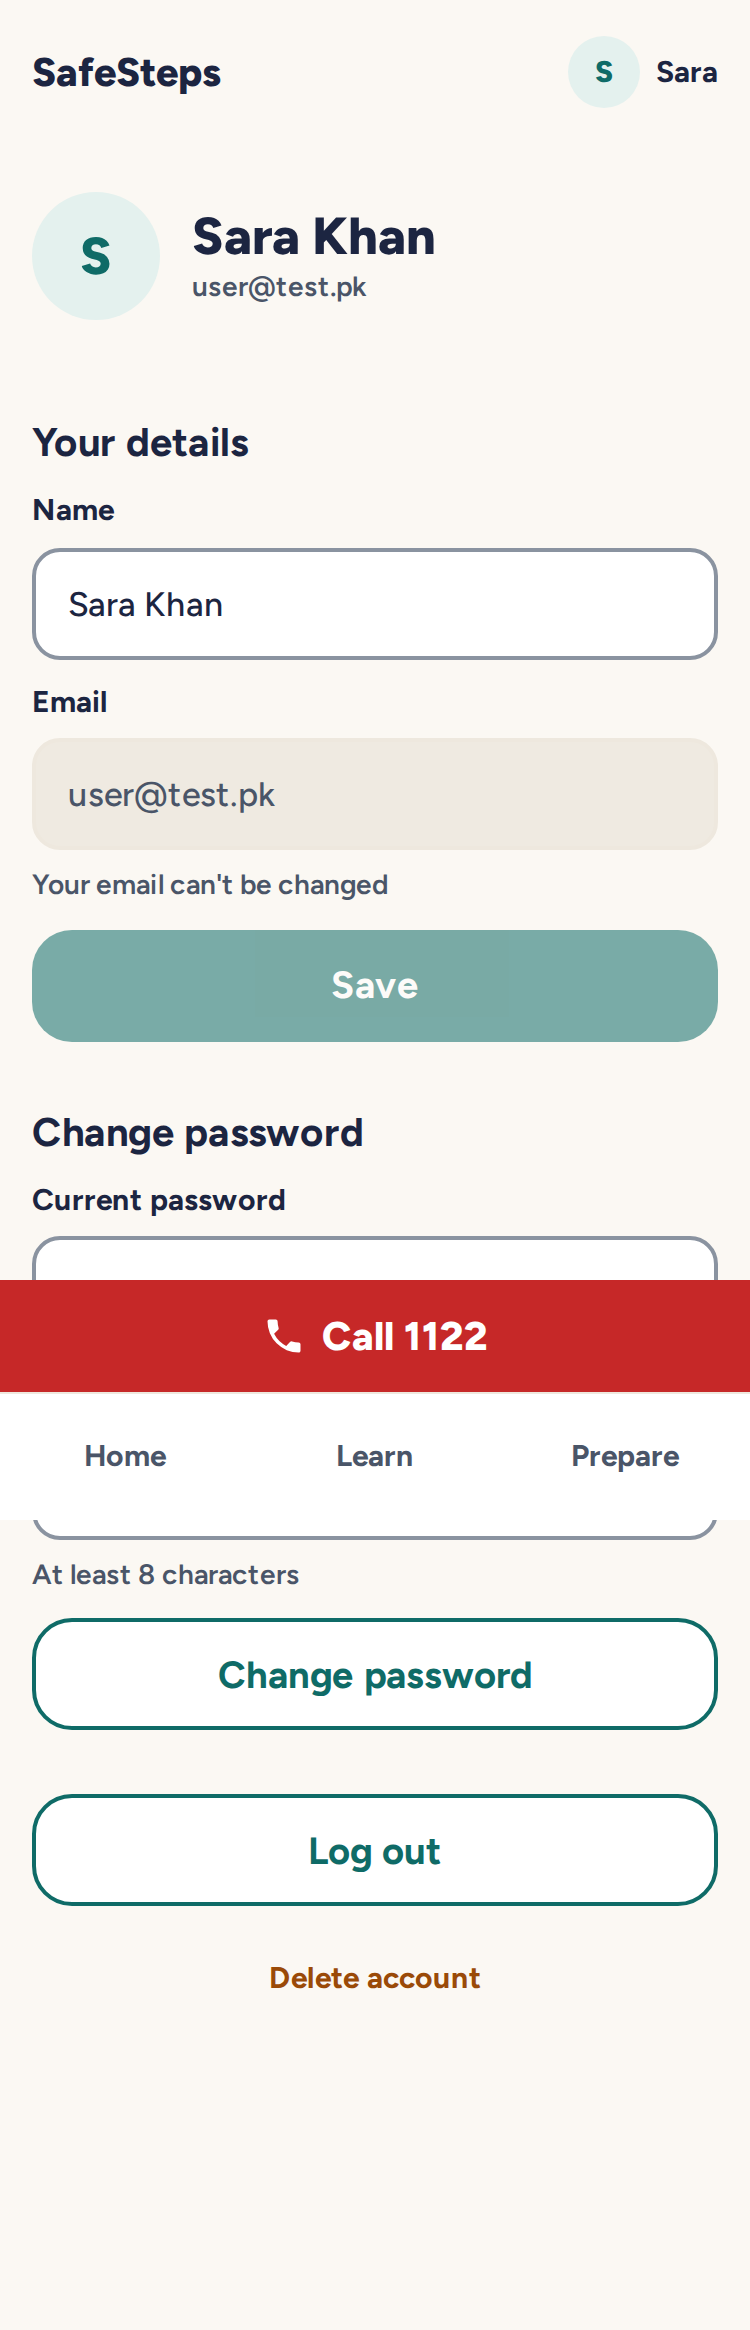 SafeSteps
S Sara
S
Sara Khan
user@test.pk
Your details
Name
Sara Khan
Email
user@test.pk
Your email can't be changed
Save
Change password
Current password
Call 1122
Home Learn Prepare
At least 8 characters
Change password
Log out
Delete account